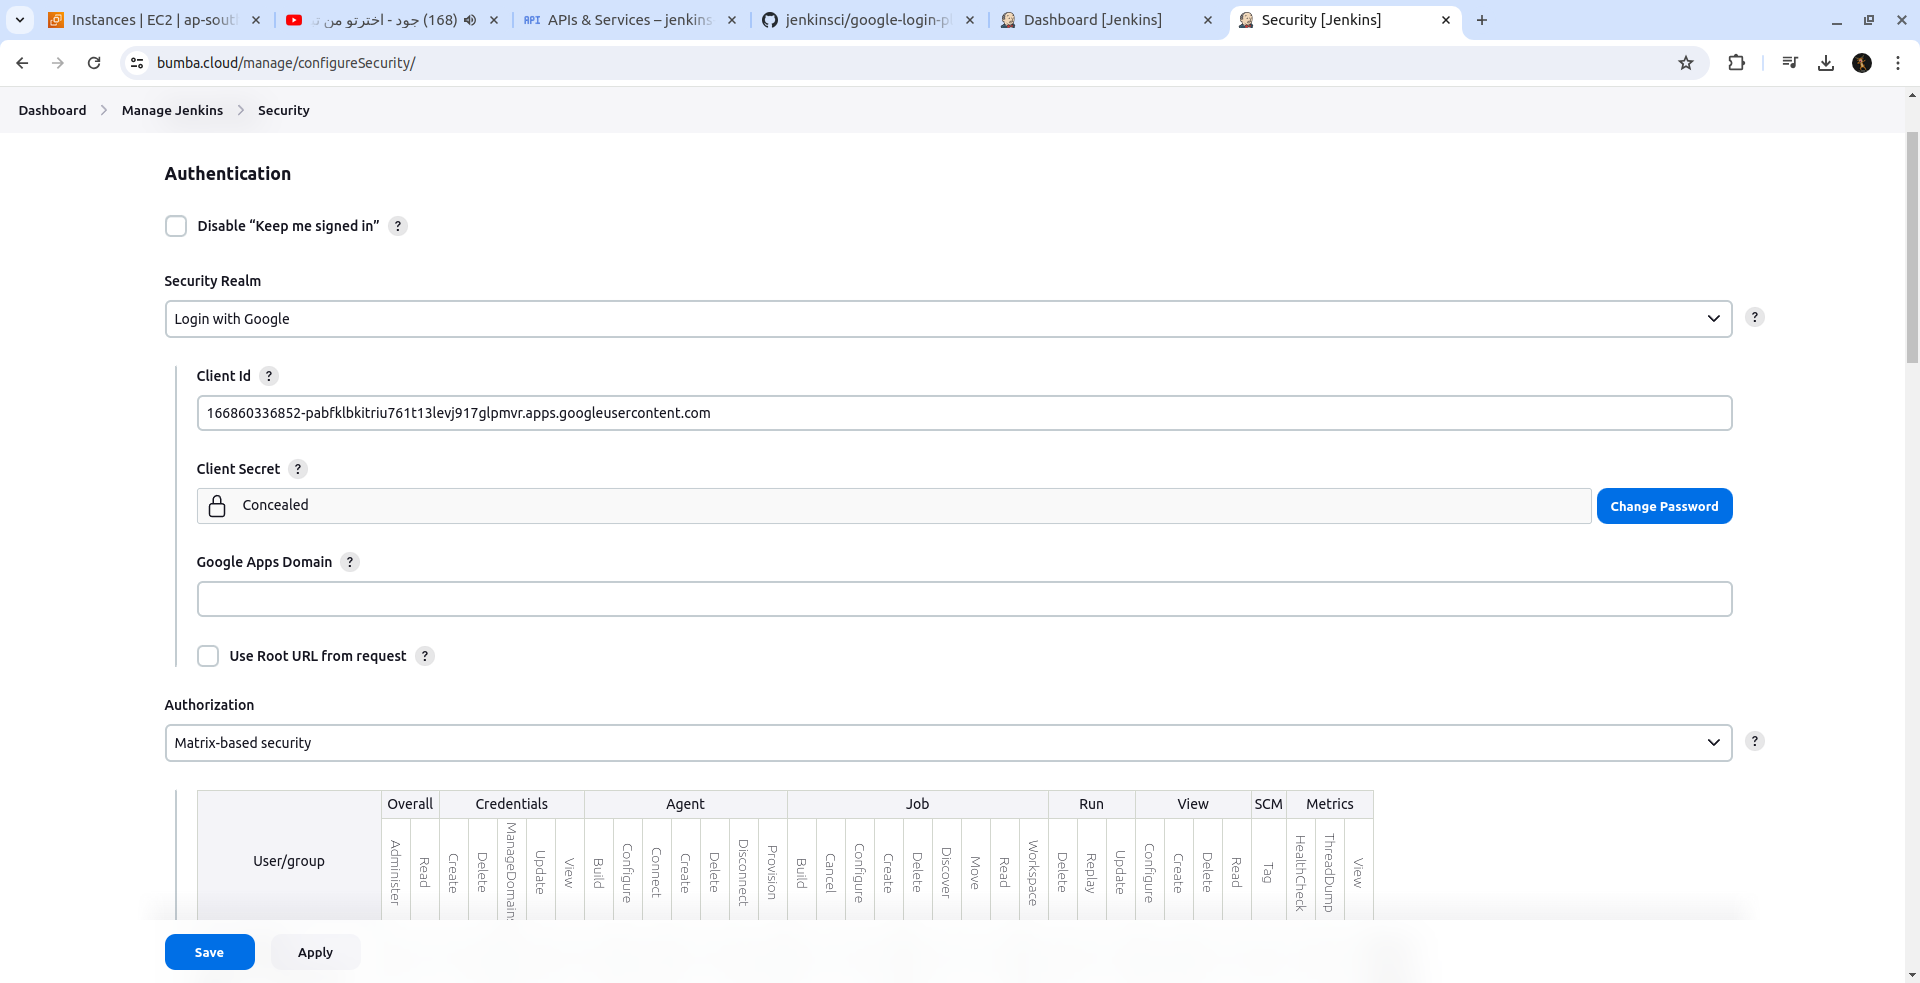 Instances | EC2 | ap-sout
(168) جود - اخترتو من
APIs & Services – jenkins
jenkinsci/google-login-pl
Dashboard [Jenkins]
Security [Jenkins]
bumba.cloud/manage/configureSecurity/
Dashboard
Manage Jenkins
Security
Authentication
Disable “Keep me signed in” ?
Security Realm
Login with Google
?
Client Id ?
166860336852-pabfklbkitriu761t13levj917glpmvr.apps.googleusercontent.com
Client Secret ?
Concealed
Change Password
Google Apps Domain ?
Use Root URL from request ?
Authorization
Matrix-based security
?
Overall Credentials Agent Job Run View SCM Metrics
User/group
Administer Read Create Delete ManageDomains Update View Build Configure Connect Create Delete Disconnect Provision Build Cancel Configure Create Delete Discover Move Read Workspace Delete Replay Update Configure Create Delete Read Tag HealthCheck ThreadDump View
Save Apply